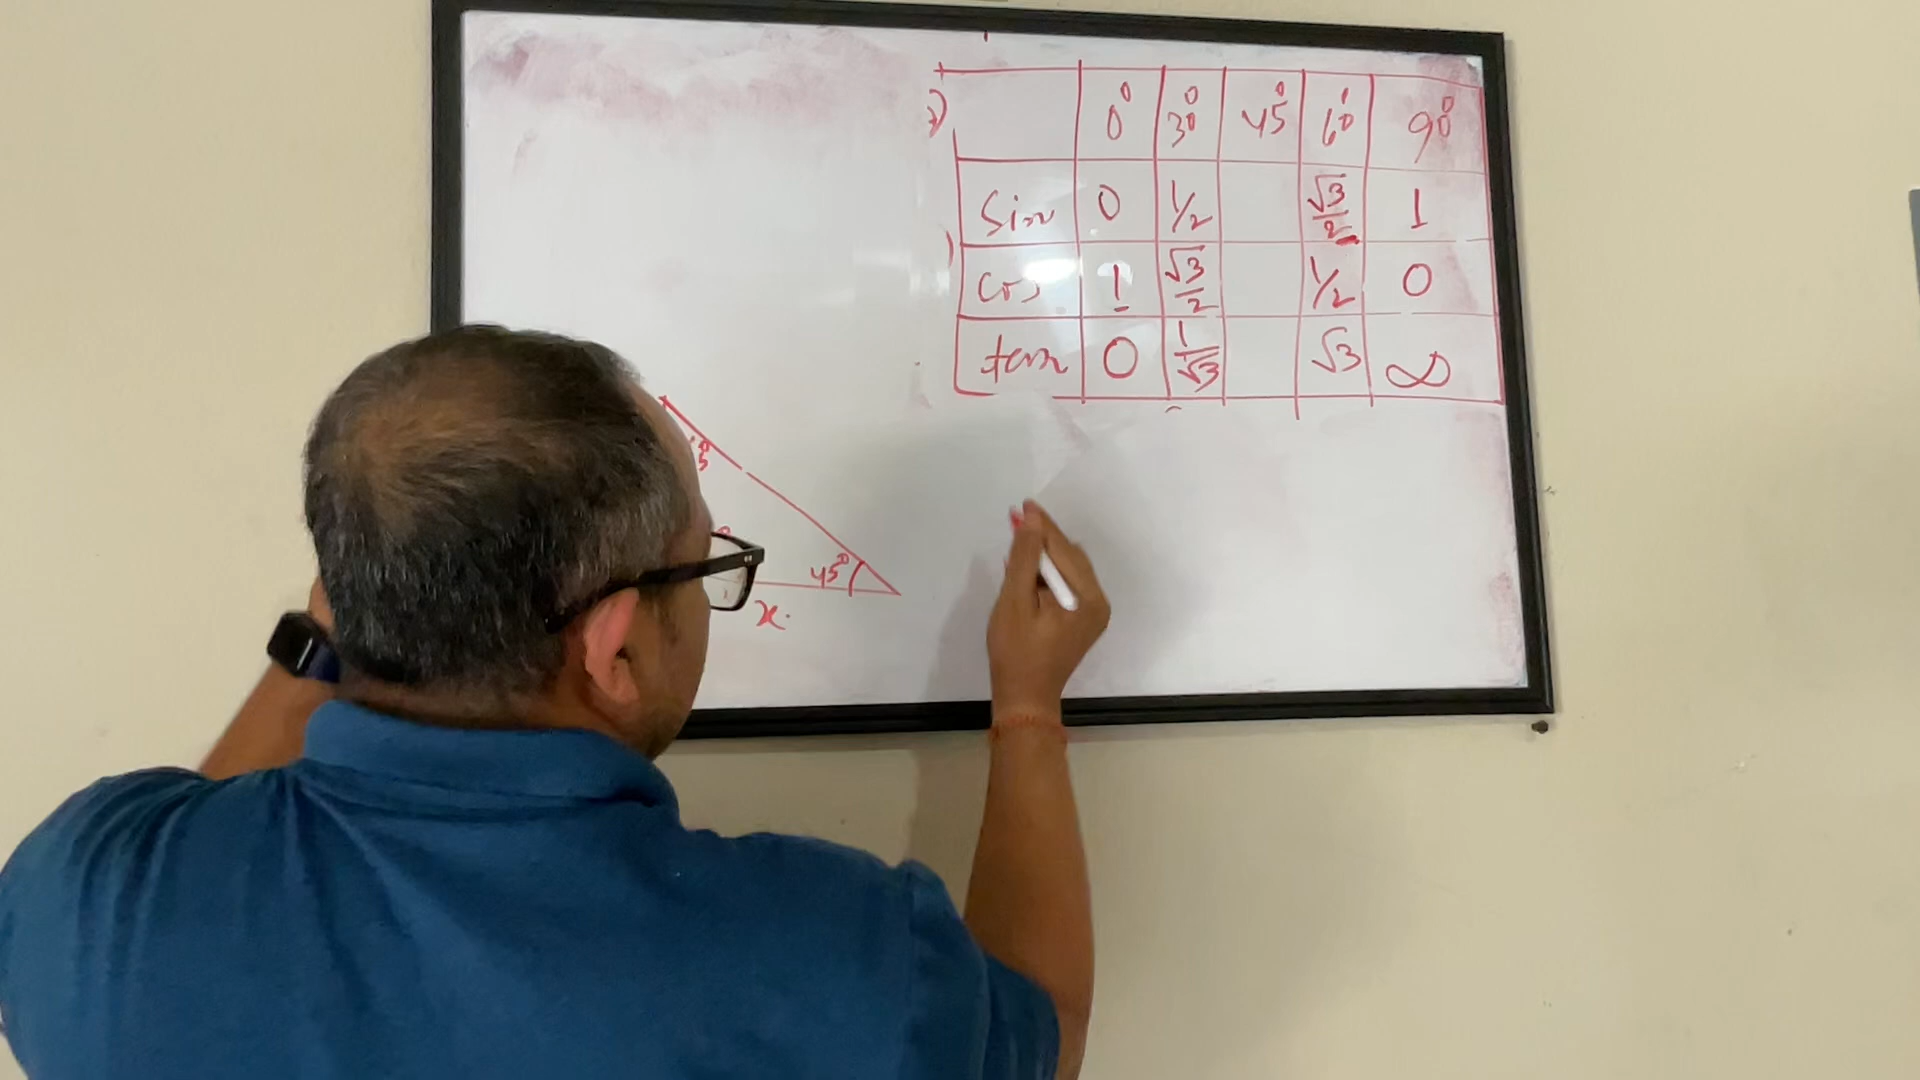 0° 30° 45° 60° 90°
Sin 0 1/2 √3/2 1
Cos 1 √3/2 1/2 0
tan 0 1/√3 √3 ∞
45°
x